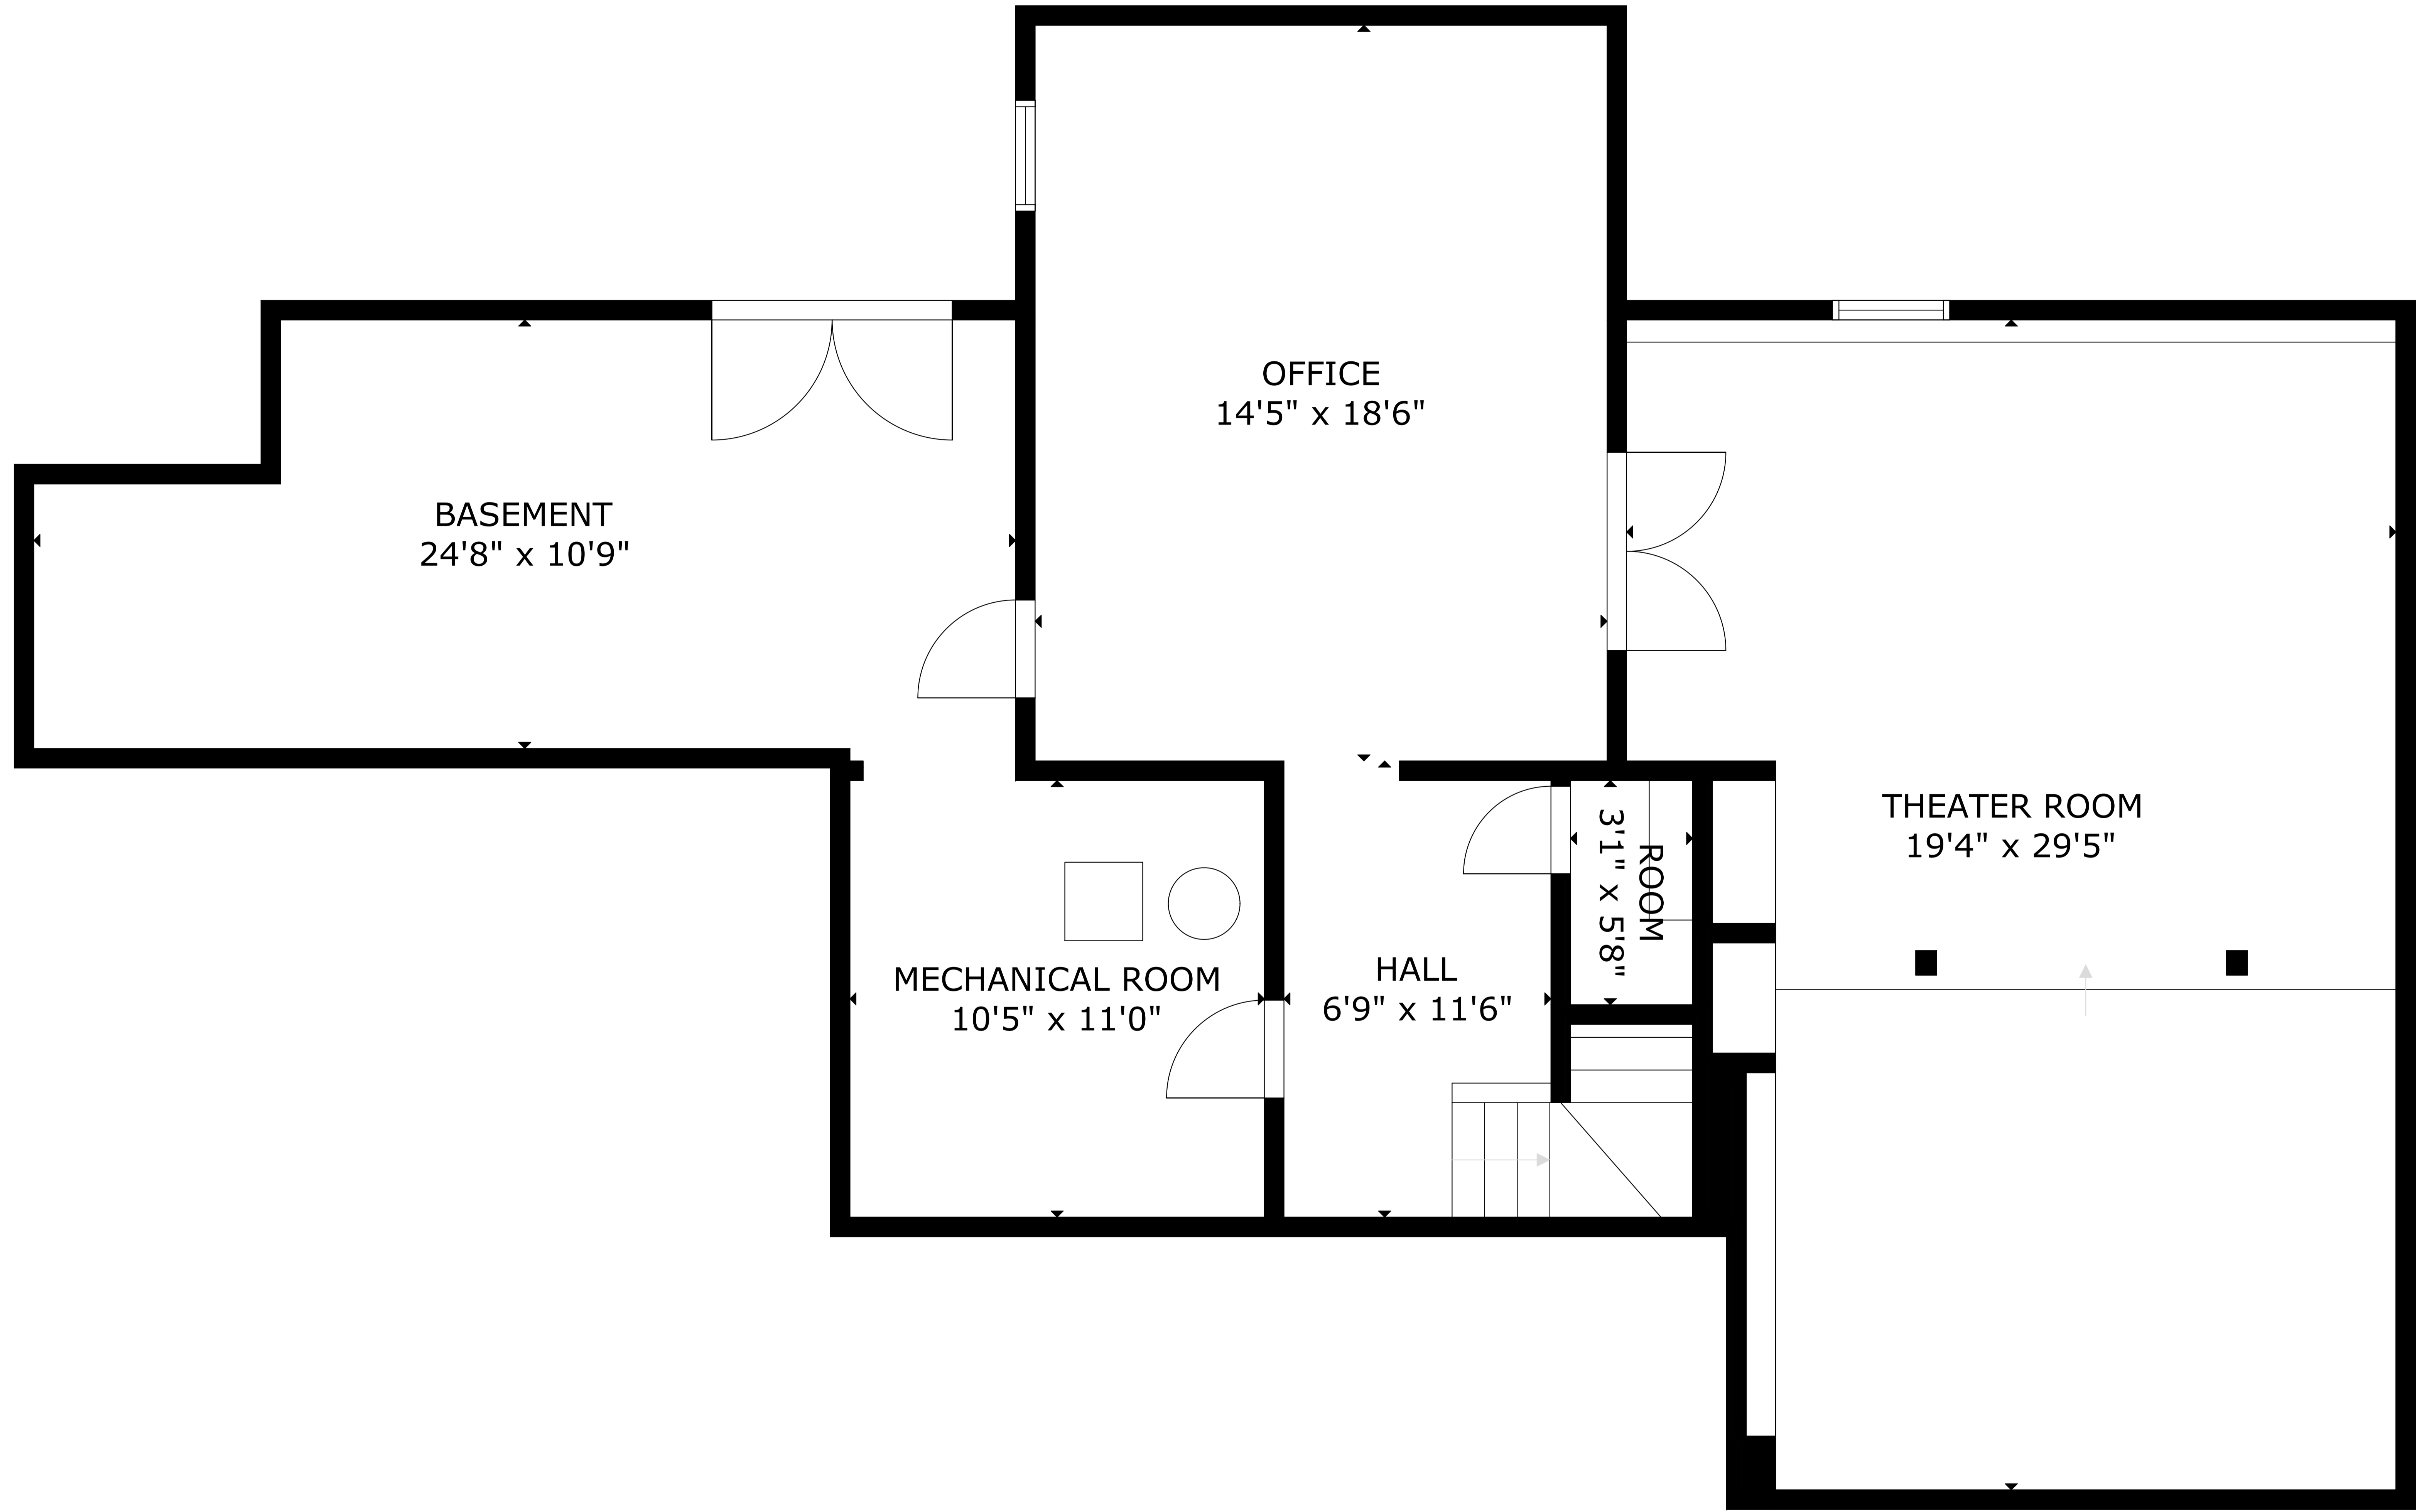 OFFICE
14'5" x 18'6"
BASEMENT
24'8" x 10'9"
THEATER ROOM
19'4" x 29'5"
ROOM
3'1" x 5'8"
MECHANICAL ROOM
10'5" x 11'0"
HALL
6'9" x 11'6"